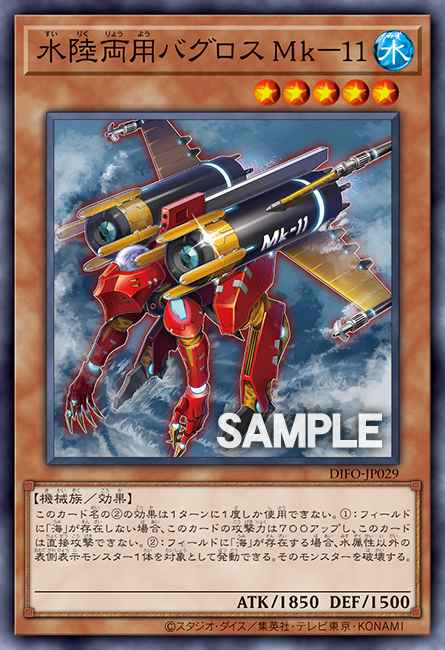 水陸両用バグロスMk-11
水
Mk-11
SAMPLE
DIFO-JP029
【機械族/効果】
このカード名の②の効果は1ターンに1度しか使用できない。①：フィールド
に「海」が存在しない場合、このカードの攻撃力は700アップし、このカード
は直接攻撃できない。②：フィールドに「海」が存在する場合、水属性以外の
表側表示モンスター1体を対象として発動できる。そのモンスターを破壊する。
ATK/1850 DEF/1500
©スタジオ・ダイス/集英社・テレビ東京・KONAMI